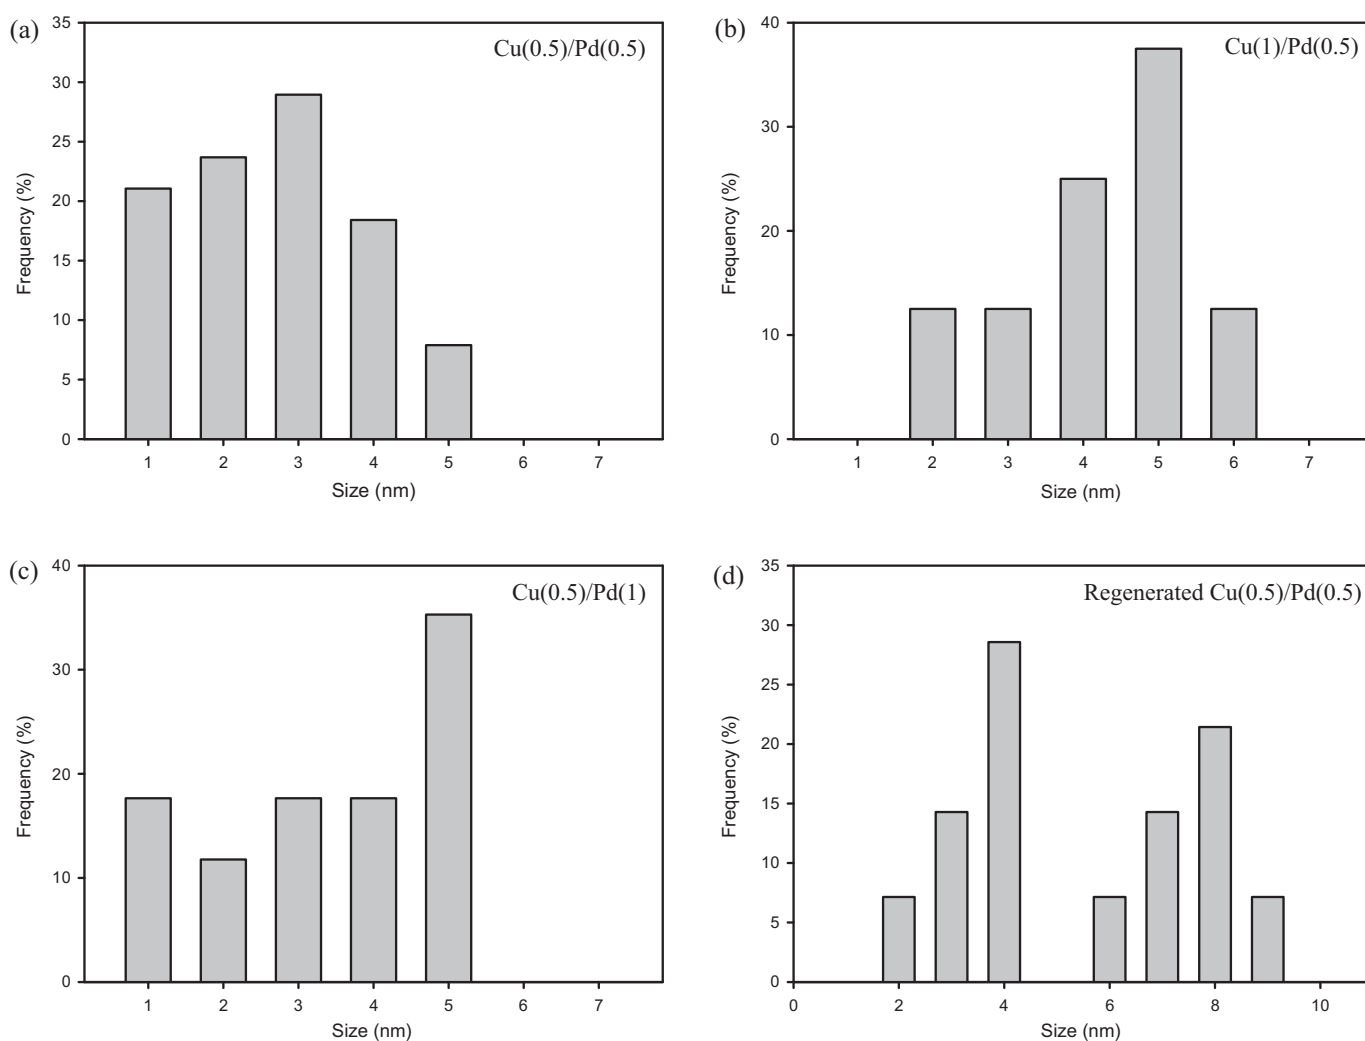 (a)
Cu(0.5)/Pd(0.5)
Frequency (%)
35
30
25
20
15
10
5
0
1 2 3 4 5 6 7
Size (nm)
(b)
Cu(1)/Pd(0.5)
Frequency (%)
40
30
20
10
0
1 2 3 4 5 6 7
Size (nm)
(c)
Cu(0.5)/Pd(1)
Frequency (%)
40
30
20
10
0
1 2 3 4 5 6 7
Size (nm)
(d)
Regenerated Cu(0.5)/Pd(0.5)
Frequency (%)
35
30
25
20
15
10
5
0
0 2 4 6 8 10
Size (nm)